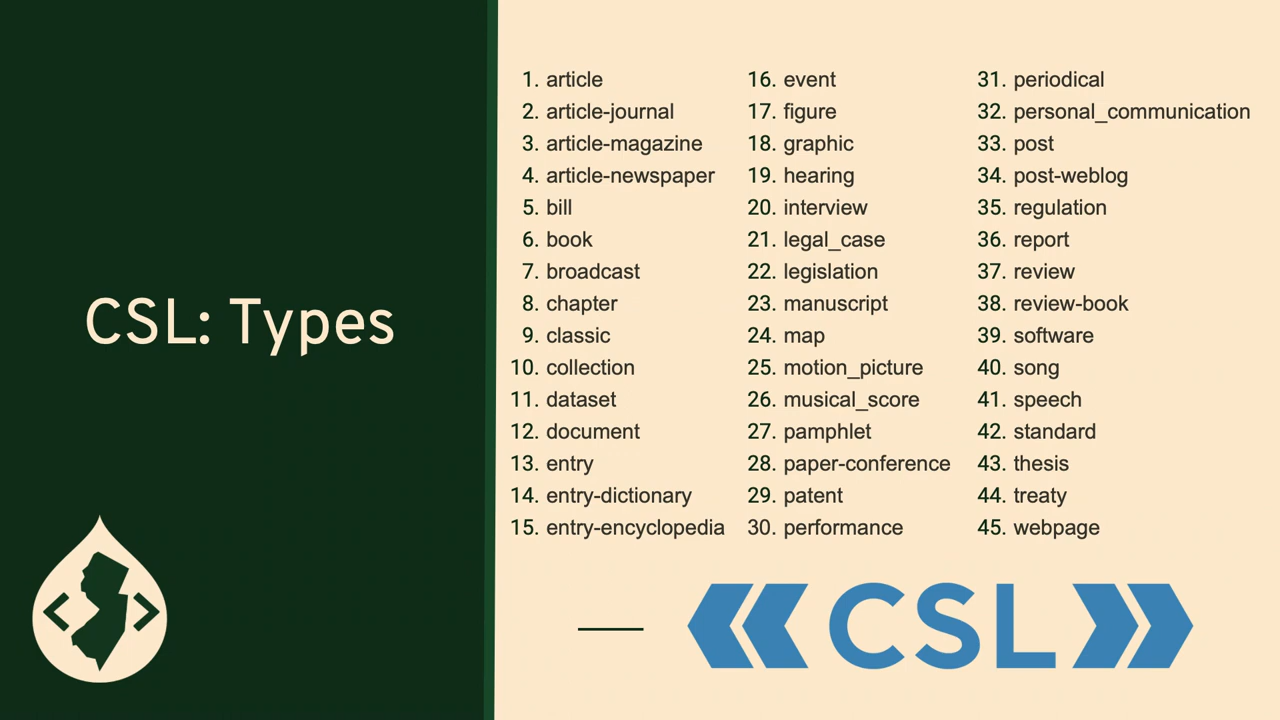 CSL: Types
1. article
2. article-journal
3. article-magazine
4. article-newspaper
5. bill
6. book
7. broadcast
8. chapter
9. classic
10. collection
11. dataset
12. document
13. entry
14. entry-dictionary
15. entry-encyclopedia
16. event
17. figure
18. graphic
19. hearing
20. interview
21. legal_case
22. legislation
23. manuscript
24. map
25. motion_picture
26. musical_score
27. pamphlet
28. paper-conference
29. patent
30. performance
31. periodical
32. personal_communication
33. post
34. post-weblog
35. regulation
36. report
37. review
38. review-book
39. software
40. song
41. speech
42. standard
43. thesis
44. treaty
45. webpage
CSL